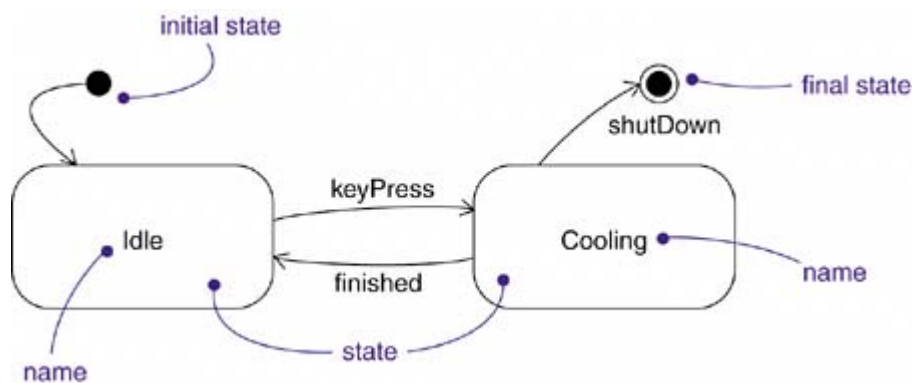 initial state
final state
shutDown
keyPress
Idle
Cooling
finished
name
state
name